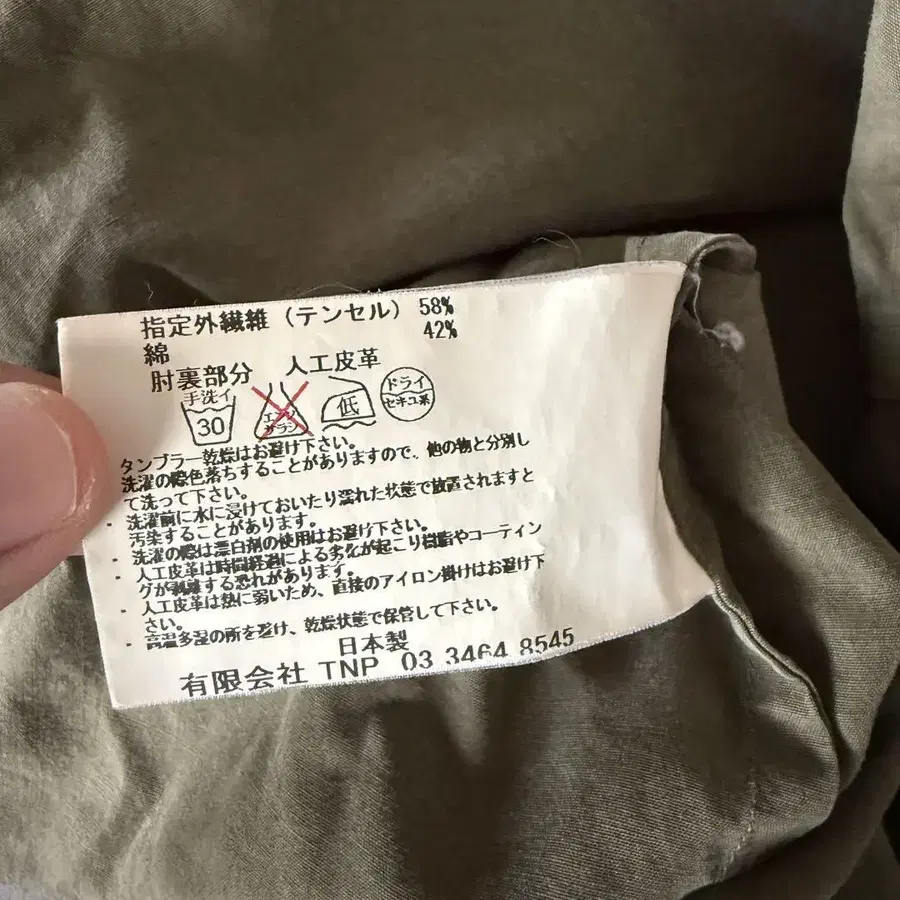 指定外繊維（テンセル） 58%
綿 42%
肘裏部分 人工皮革
手洗イ
30
エンソ
サラシ
低
ドライ
セキユ系
タンブラー乾燥はお避け下さい。
洗濯の際色落ちすることがありますので、他の物と分別し
て洗って下さい。
・洗濯前に水に浸けておいたり濡れた状態で放置されますと
汚染することがあります。
・洗濯の際は漂白剤の使用はお避け下さい。
・人工皮革は時間経過による劣化が起こり樹脂やコーティン
グが剥離する恐れがあります。
・人工皮革は熱に弱いため、直接のアイロン掛けはお避け下
さい。
・高温多湿の所を避け、乾燥状態で保管して下さい。
日本製
有限会社 TNP 03 3464 8545